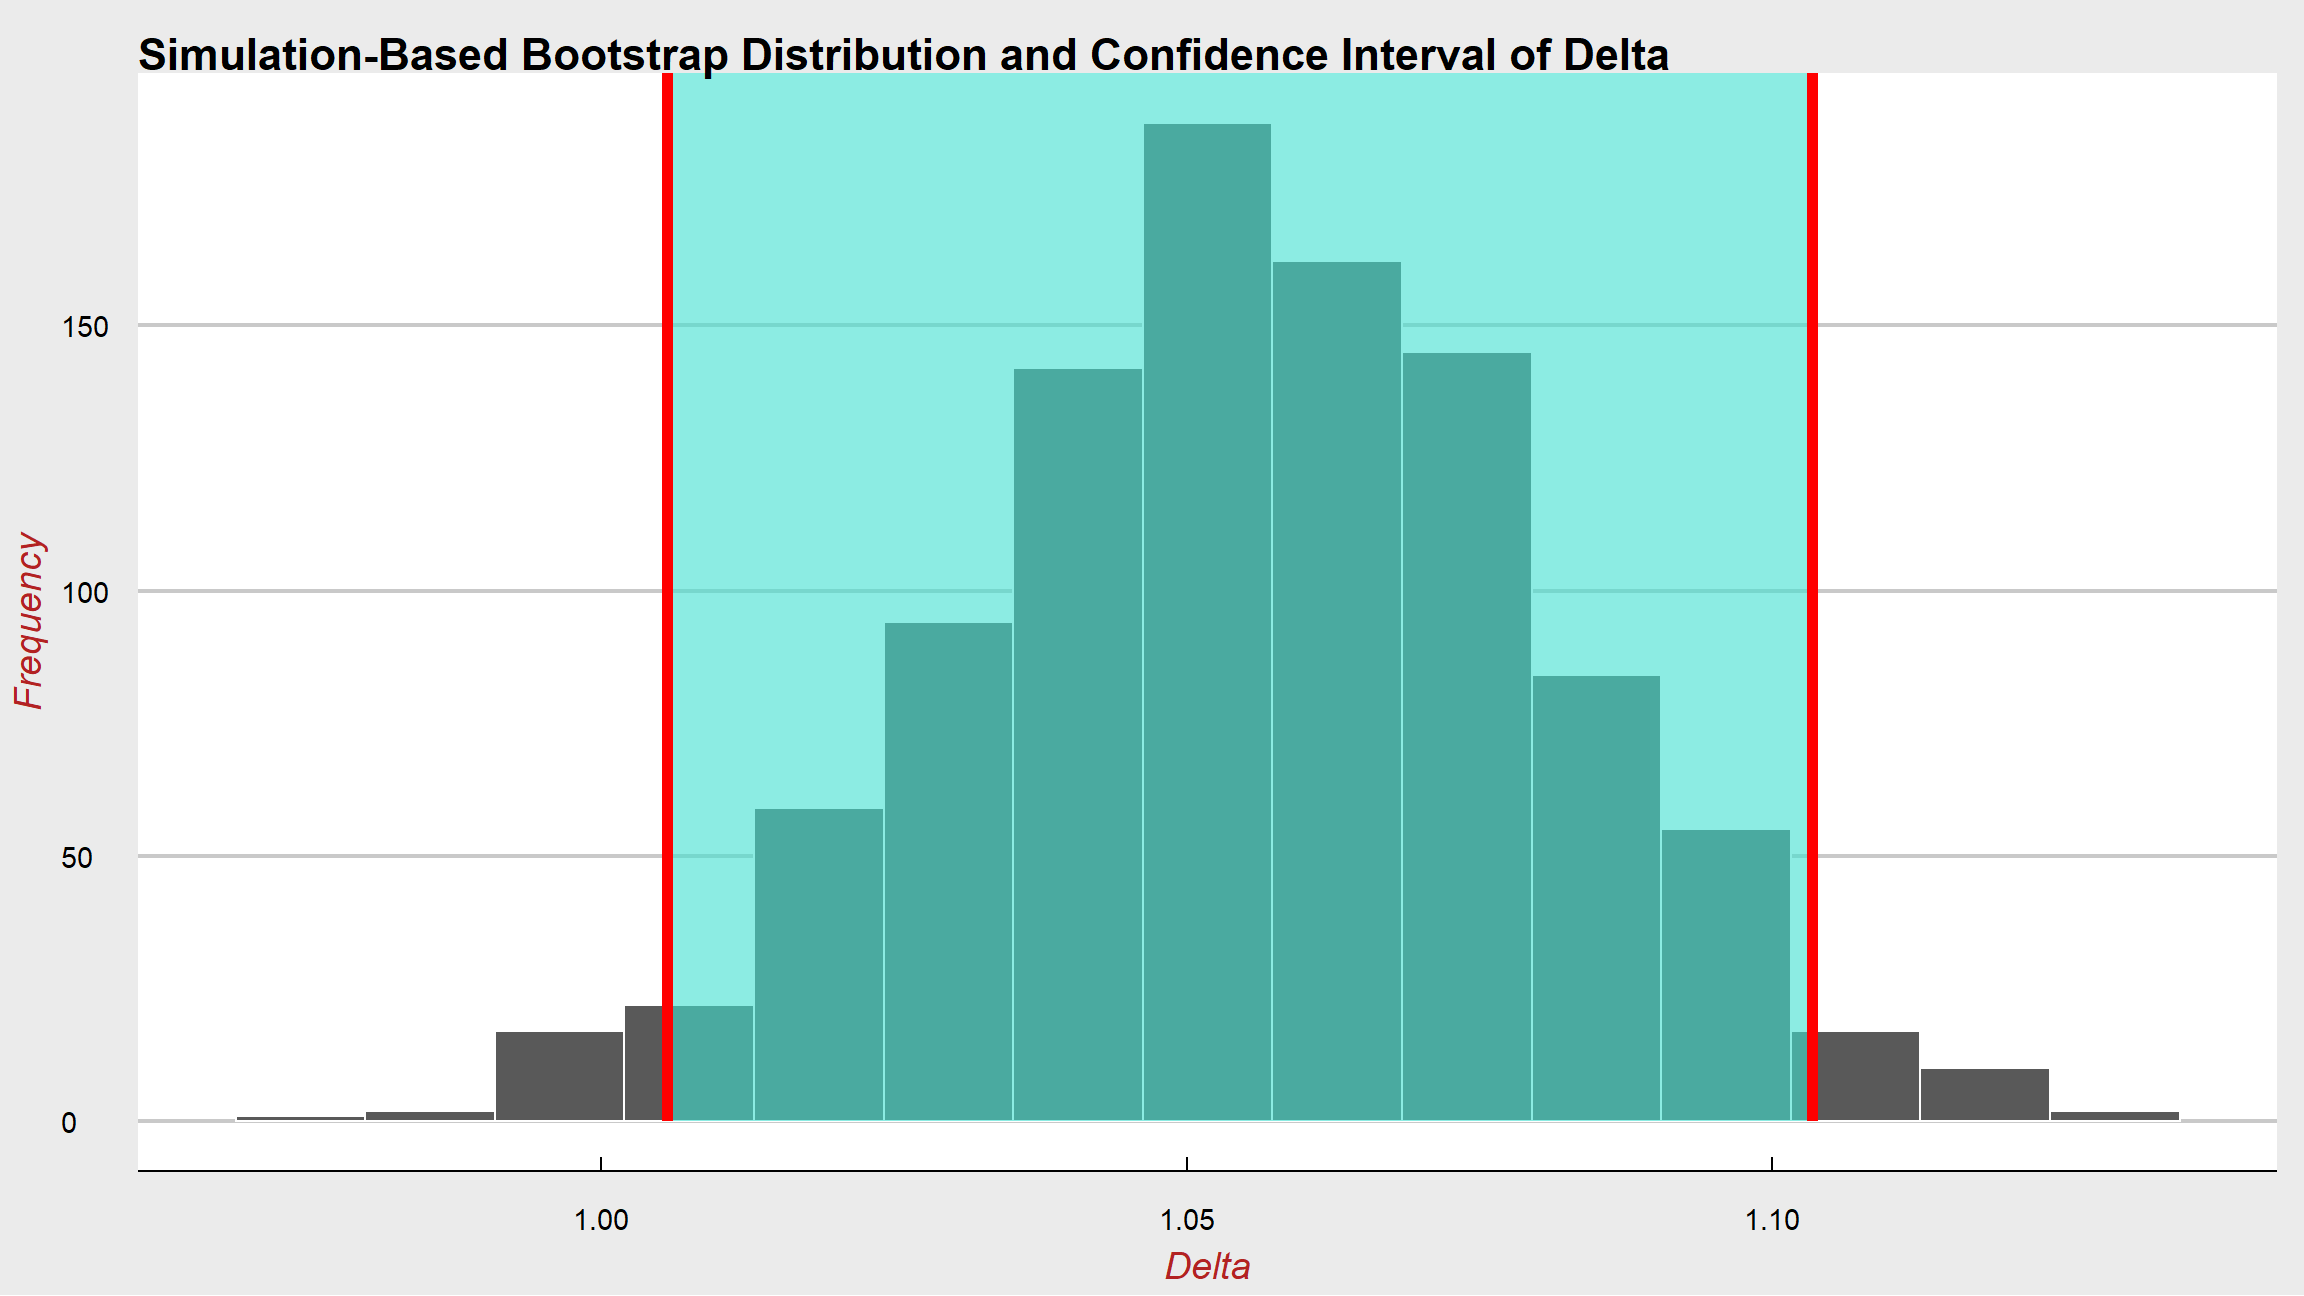 Simulation-Based Bootstrap Distribution and Confidence Interval of Delta
150
100
50
0
Frequency
1.00
1.05
1.10
Delta